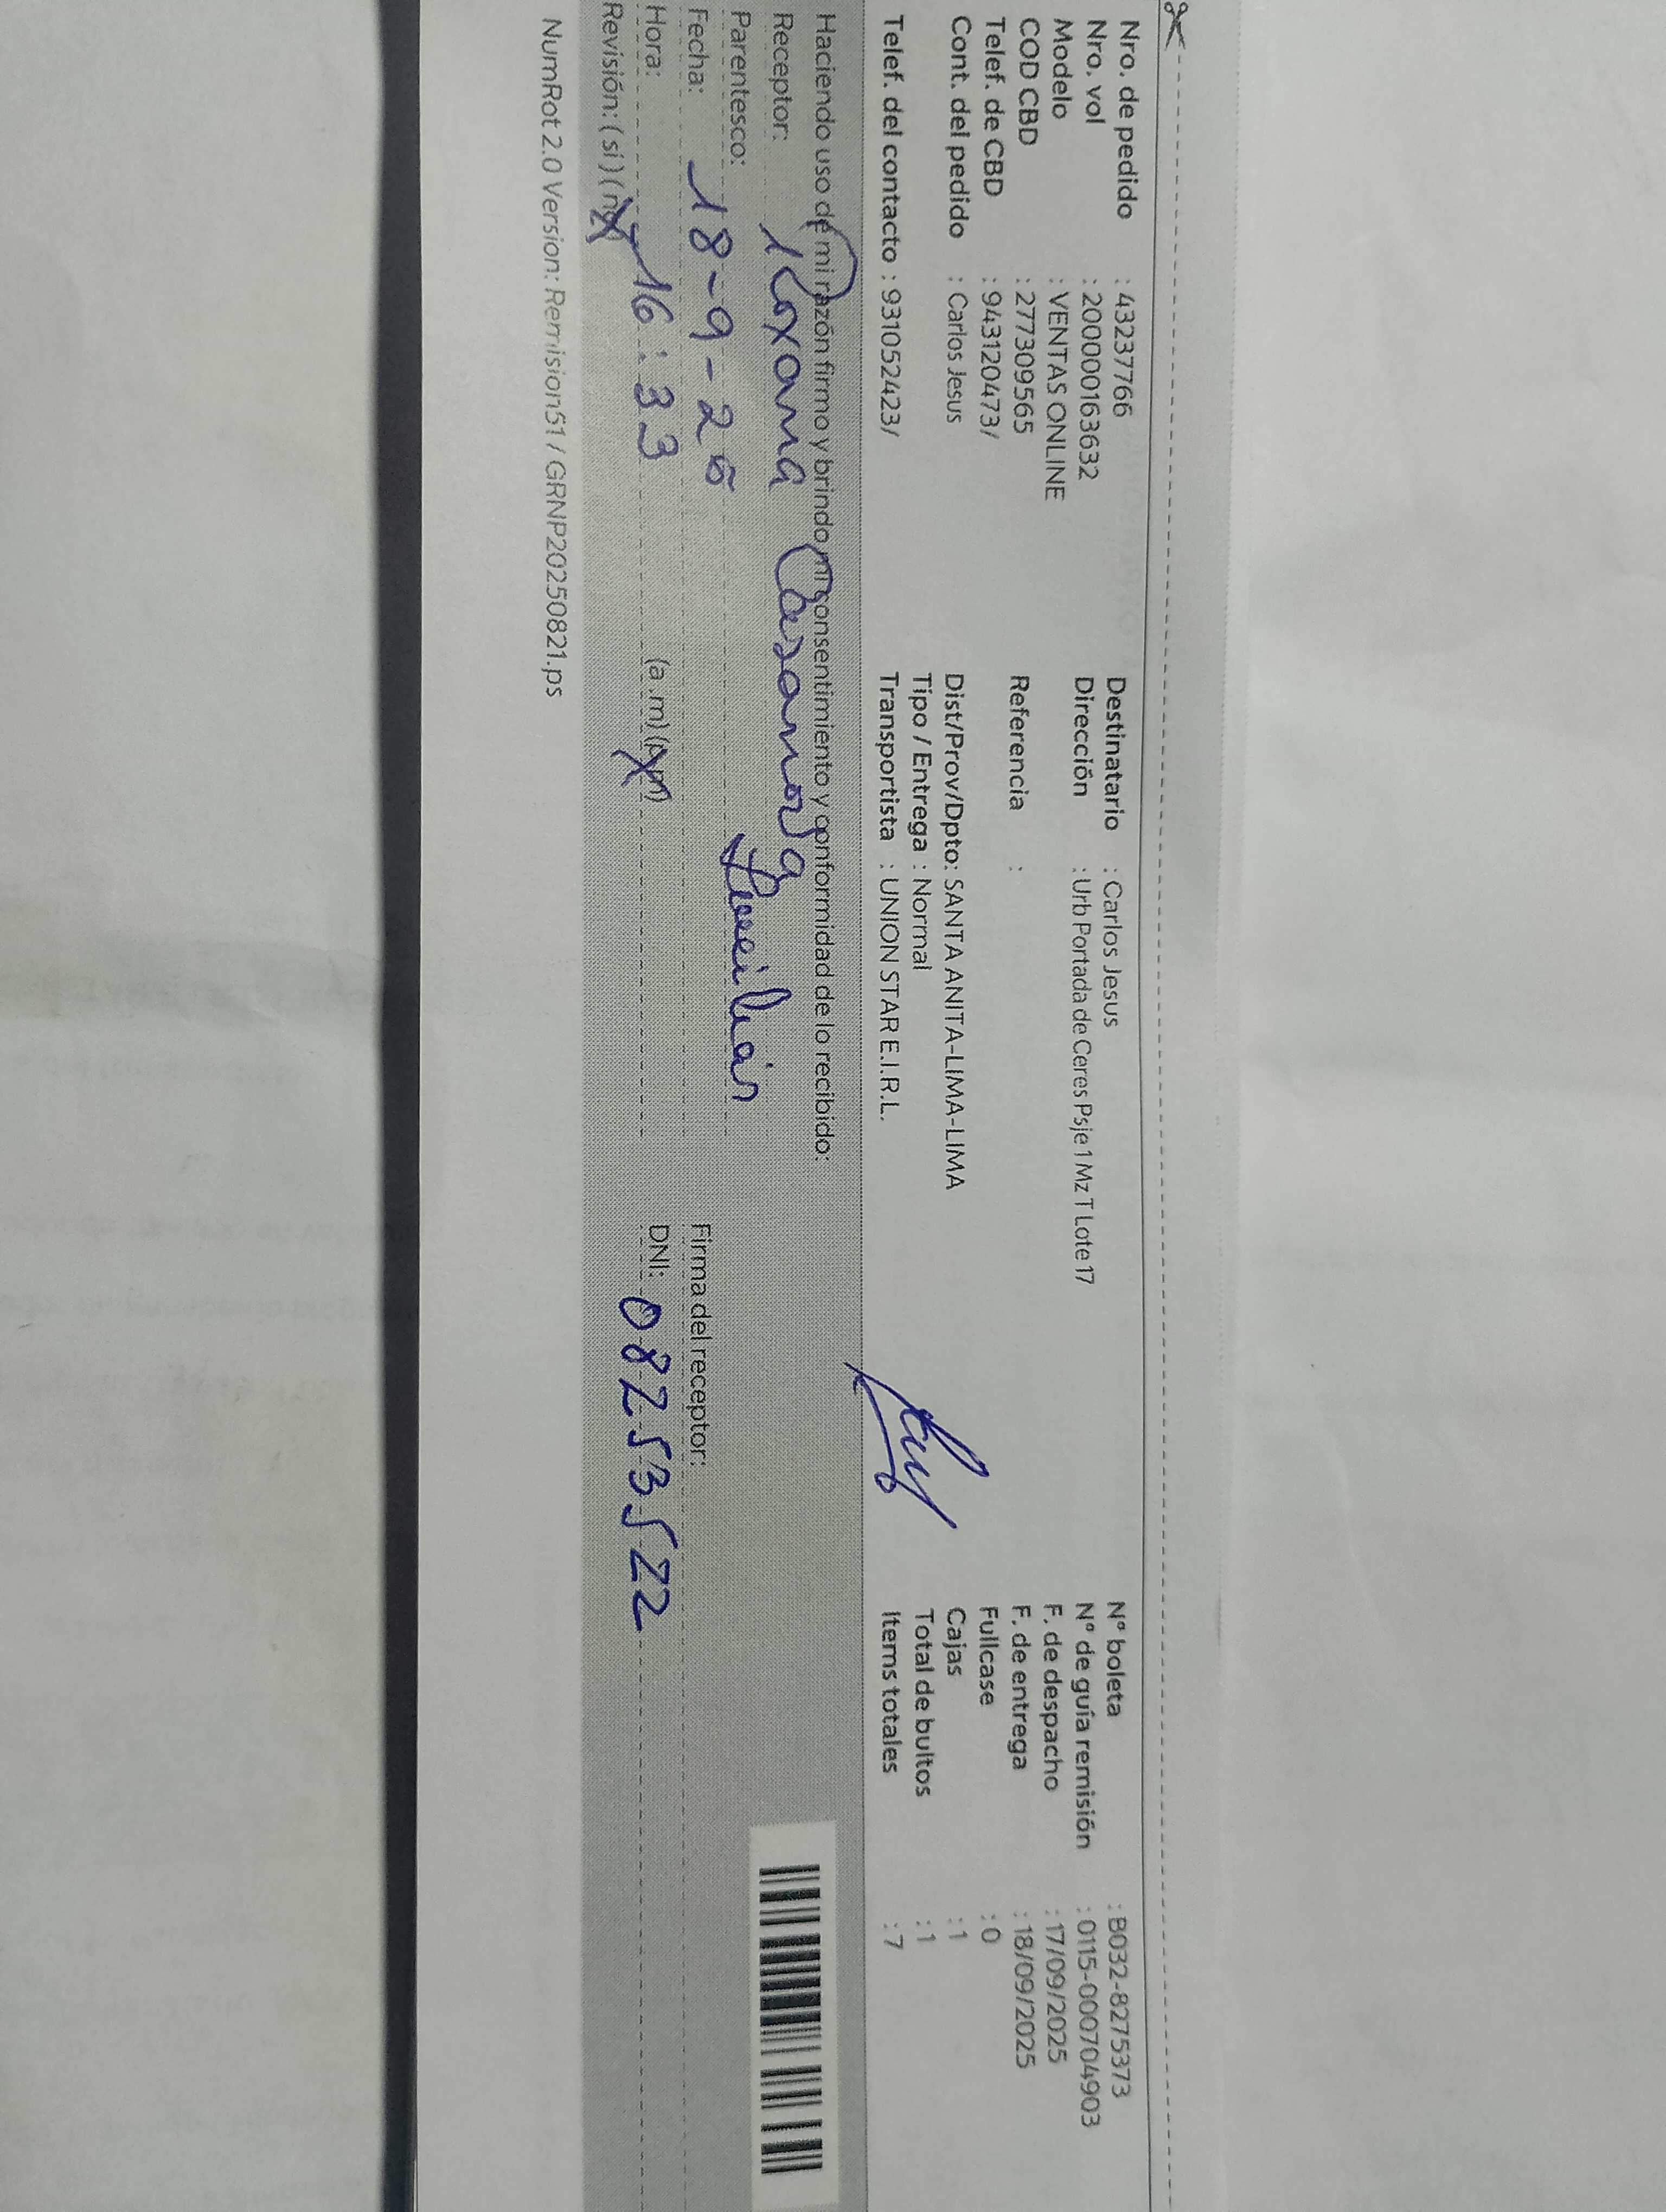 Nro. de pedido : 43237766
Nro. vol : 2000000163632
Modelo : VENTAS ONLINE
COD CBD : 277309565
Telef. de CBD : 943120473/
Cont. del pedido : Carlos Jesus
Telef. del contacto : 931052423/
Destinatario : Carlos Jesus
Dirección : Urb Portada de Ceres Psje 1 Mz T Lote 17
Referencia :
Dist/Prov/Dpto: SANTA ANITA-LIMA-LIMA
Tipo / Entrega : Normal
Transportista : UNION STAR E.I.R.L.
Nº boleta : B032-8275373
Nº de guía remisión : 0115-000704903
F. de despacho : 17/09/2025
F. de entrega : 18/09/2025
Fullcase : 0
Cajas : 1
Total de bultos : 1
Items totales : 7
Haciendo uso de mi razón firmo y brindo mi consentimiento y conformidad de lo recibido:
Receptor: Roxana Casanova
Parentesco:
Fecha: 18-9-25
Hora: 16:33 (a.m) (p.m)
Revisión: ( si ) ( no )
Firma del receptor:
DNI: 08253522
NumRot 2.0 Version: Remision51 / GRNP20250821.ps